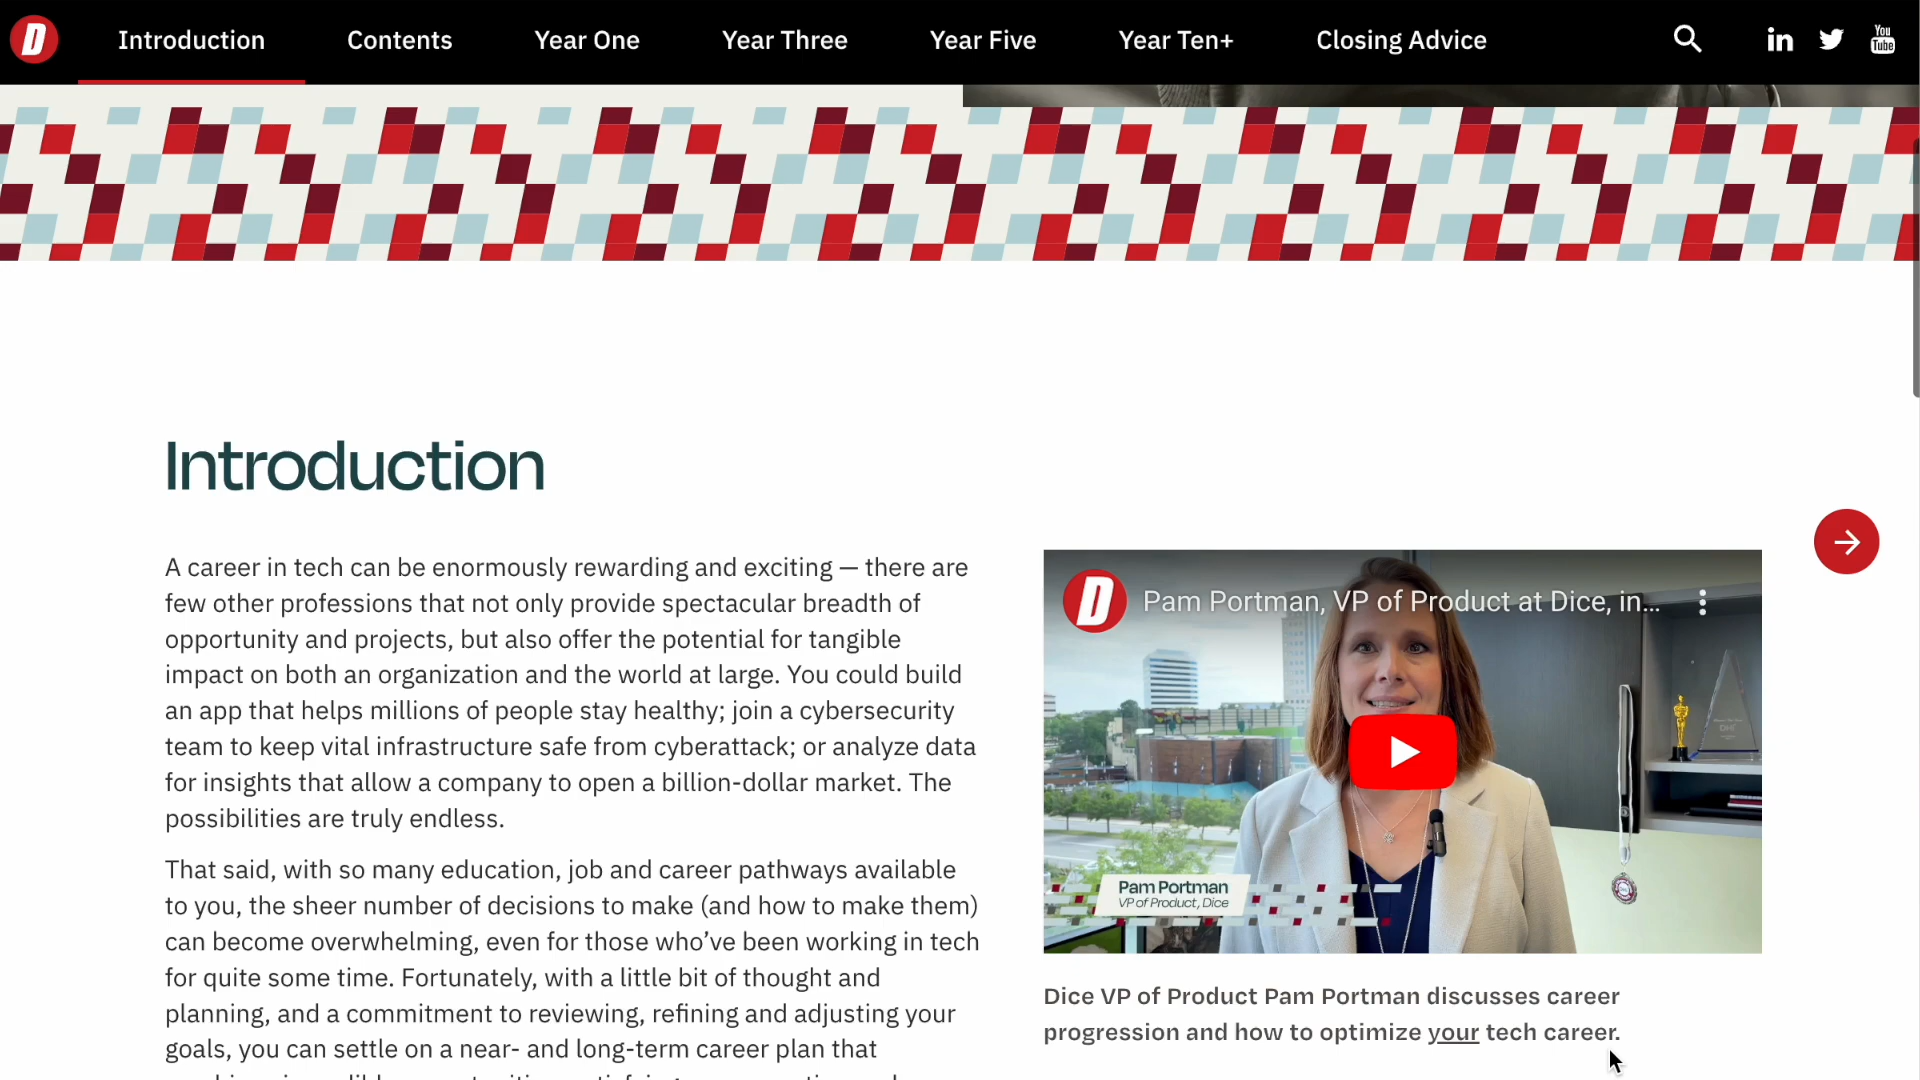 D
Introduction
Contents
Year One
Year Three
Year Five
Year Ten+
Closing Advice
in
You
Tube
Introduction
A career in tech can be enormously rewarding and exciting — there are
few other professions that not only provide spectacular breadth of
opportunity and projects, but also offer the potential for tangible
impact on both an organization and the world at large. You could build
an app that helps millions of people stay healthy; join a cybersecurity
team to keep vital infrastructure safe from cyberattack; or analyze data
for insights that allow a company to open a billion-dollar market. The
possibilities are truly endless.
That said, with so many education, job and career pathways available
to you, the sheer number of decisions to make (and how to make them)
can become overwhelming, even for those who’ve been working in tech
for quite some time. Fortunately, with a little bit of thought and
planning, and a commitment to reviewing, refining and adjusting your
goals, you can settle on a near- and long-term career plan that
D
Pam Portman, VP of Product at Dice, in...
Pam Portman
VP of Product, Dice
Dice VP of Product Pam Portman discusses career
progression and how to optimize your tech career.